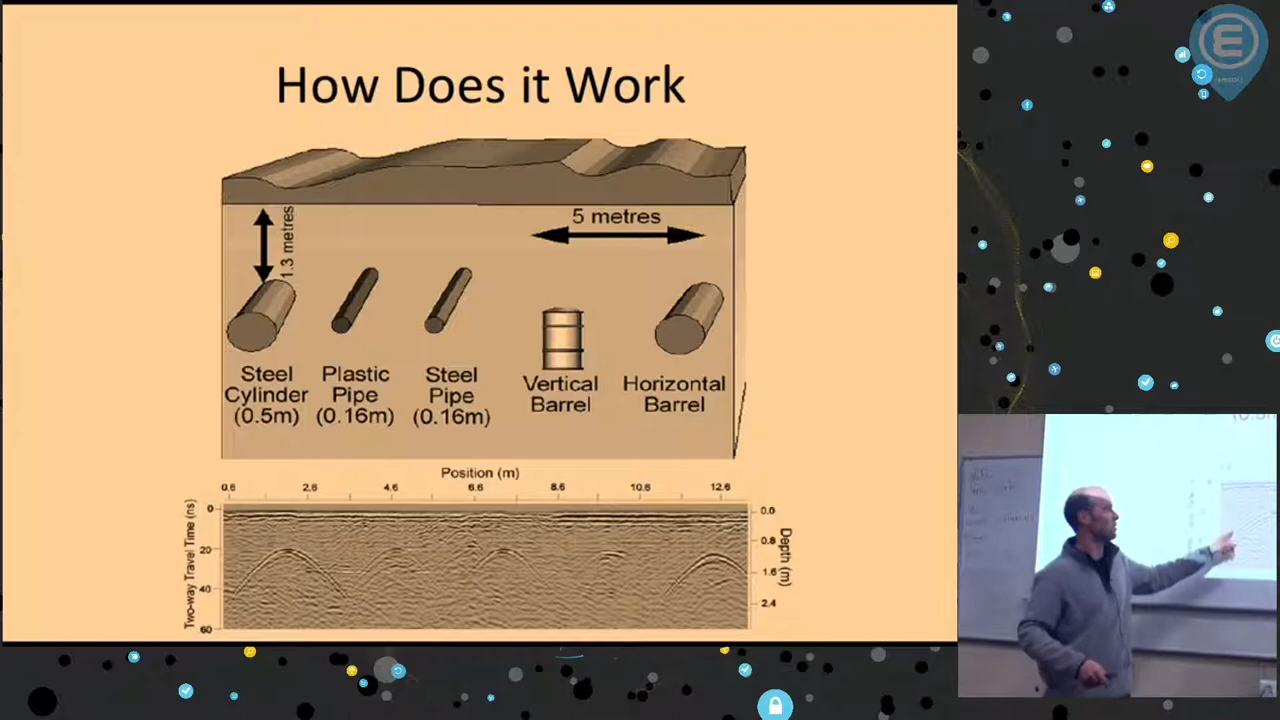 How Does it Work
1.3 metres
5 metres
Steel
Cylinder
(0.5m)
Plastic
Pipe
(0.16m)
Steel
Pipe
(0.16m)
Vertical
Barrel
Horizontal
Barrel
Position (m)
0.6 2.6 4.6 6.6 8.6 10.6 12.6
Two-way Travel Time (ns)
0
20
40
60
0.0
0.8
1.6
2.4
Depth (m)